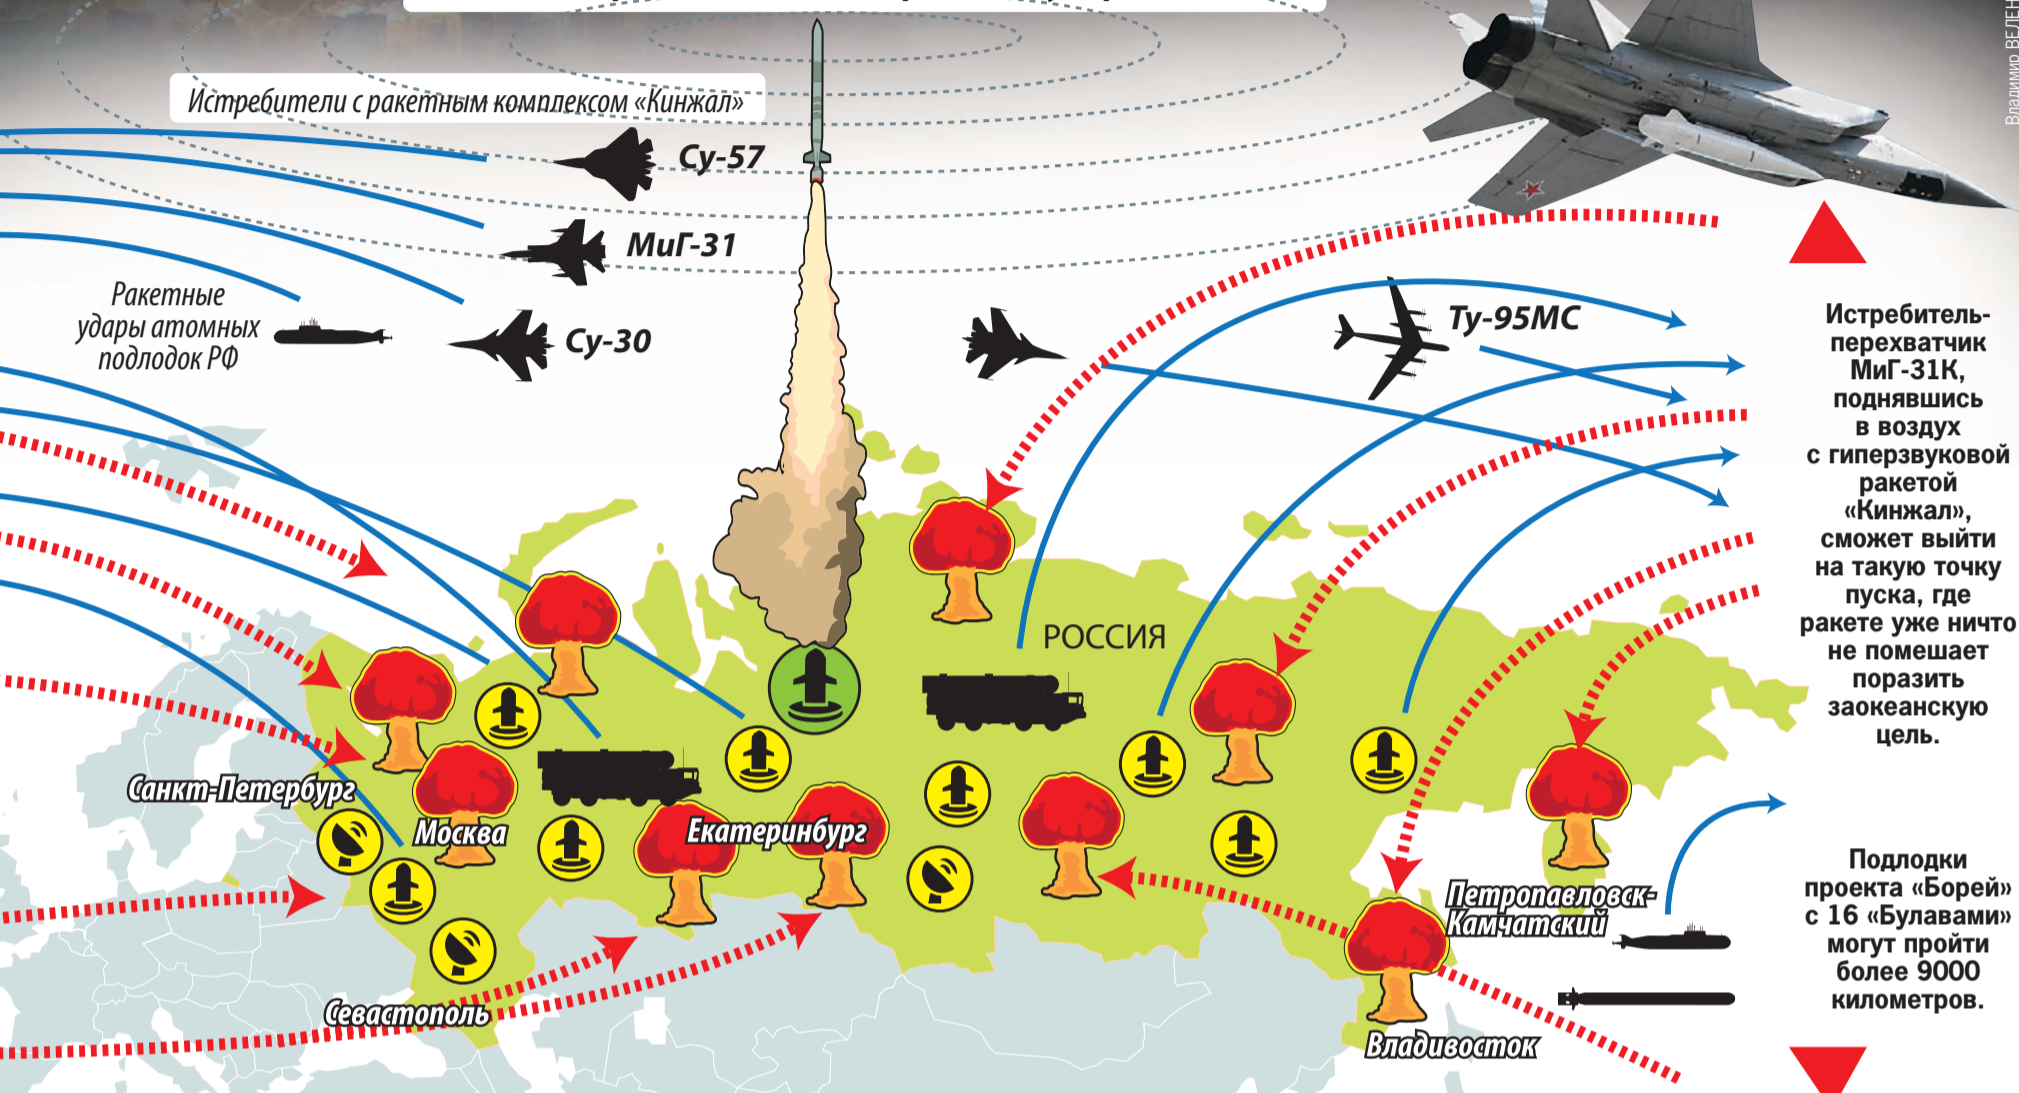 Истребители с ракетным комплексом «Кинжал»
Су-57
МиГ-31
Су-30
Ракетные
удары атомных
подлодок РФ
Ту-95МС
Владимир
Истребитель-
перехватчик
МиГ-31К,
поднявшись
в воздух
с гиперзвуковой
ракетой
«Кинжал»,
сможет выйти
на такую точку
пуска, где
ракете уже ничто
не помешает
поразить
заокеанскую
цель.
РОССИЯ
Санкт-Петербург
Москва
Екатеринбург
Севастополь
Петропавловск-
Камчатский
Владивосток
Подлодки
проекта «Борей»
с 16 «Булавами»
могут пройти
более 9000
километров.